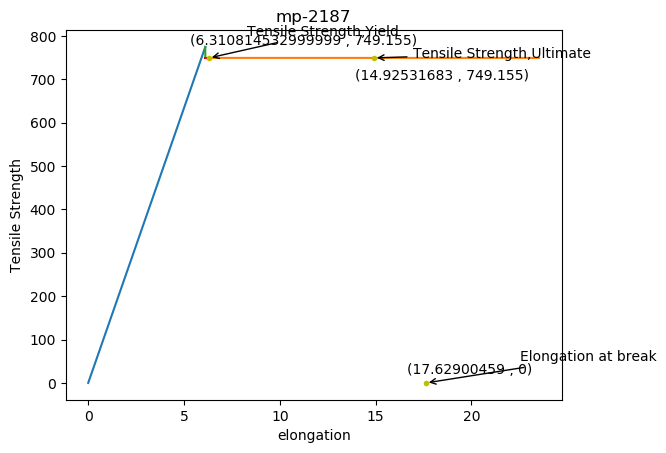 mp-2187
Tensile Strength,Yield
(6.310814532999999 , 749.155)
Tensile Strength,Ultimate
(14.92531683 , 749.155)
Elongation at break
(17.62900459 , 0)
Tensile Strength
800
700
600
500
400
300
200
100
0
0 5 10 15 20
elongation